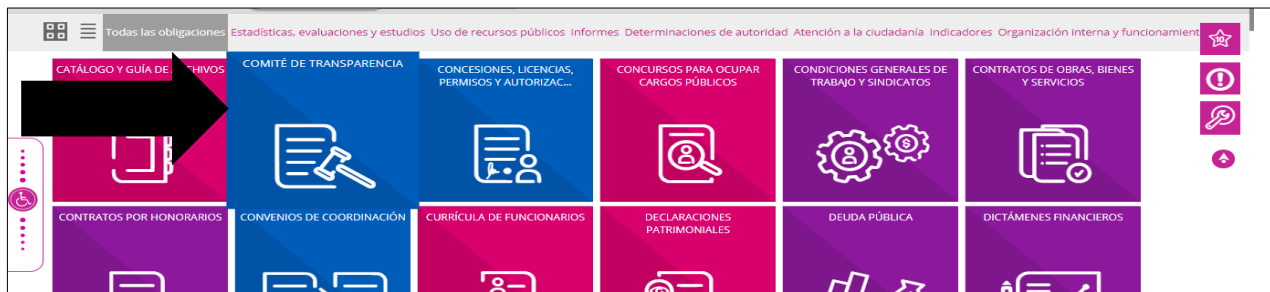 Todas las obligaciones Estadísticas, evaluaciones y estudios Uso de recursos públicos Informes Determinaciones de autoridad Atención a la ciudadanía Indicadores Organización interna y funcionamient
CATÁLOGO Y GUÍA DE ARCHIVOS
COMITÉ DE TRANSPARENCIA
CONCESIONES, LICENCIAS,
PERMISOS Y AUTORIZAC...
CONCURSOS PARA OCUPAR
CARGOS PÚBLICOS
CONDICIONES GENERALES DE
TRABAJO Y SINDICATOS
CONTRATOS DE OBRAS, BIENES
Y SERVICIOS
CONTRATOS POR HONORARIOS
CONVENIOS DE COORDINACIÓN
CURRÍCULA DE FUNCIONARIOS
DECLARACIONES
PATRIMONIALES
DEUDA PÚBLICA
DICTÁMENES FINANCIEROS